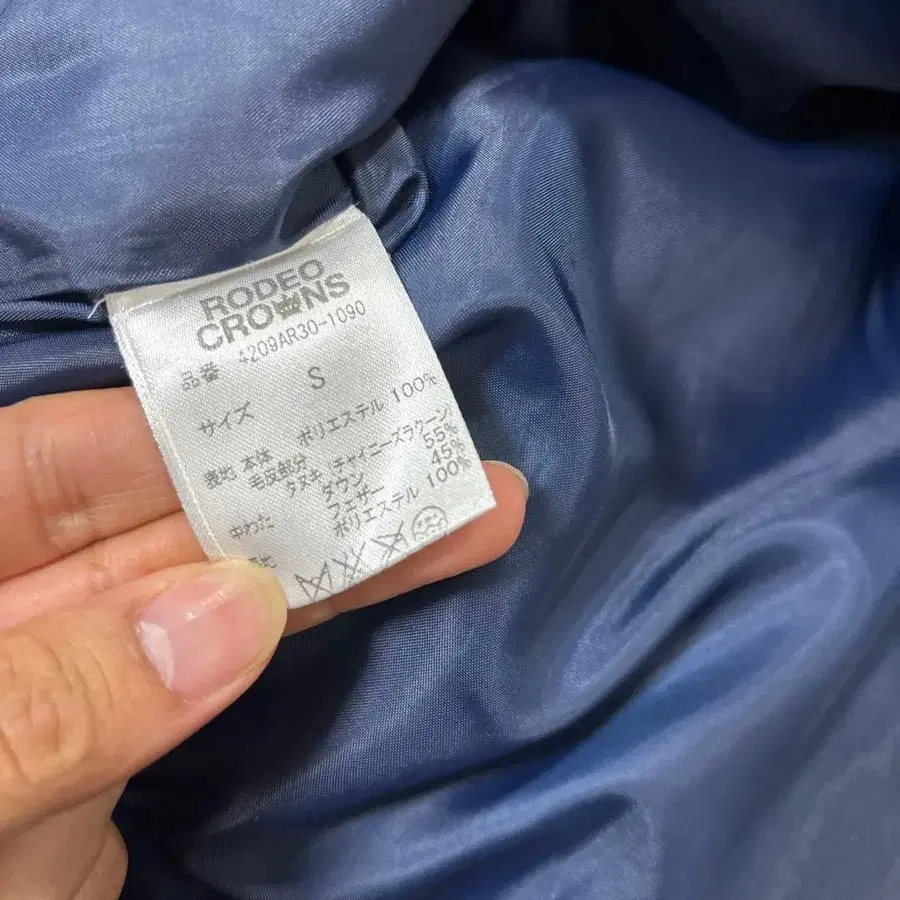 RODEO
CROWNS
品番 4209AR30-1090
サイズ S
表地 本体 ポリエステル 100%
毛皮部分
タヌキ (チャイニーズラクーン)
中わた ダウン 55%
フェザー 45%
地 ポリエステル 100%